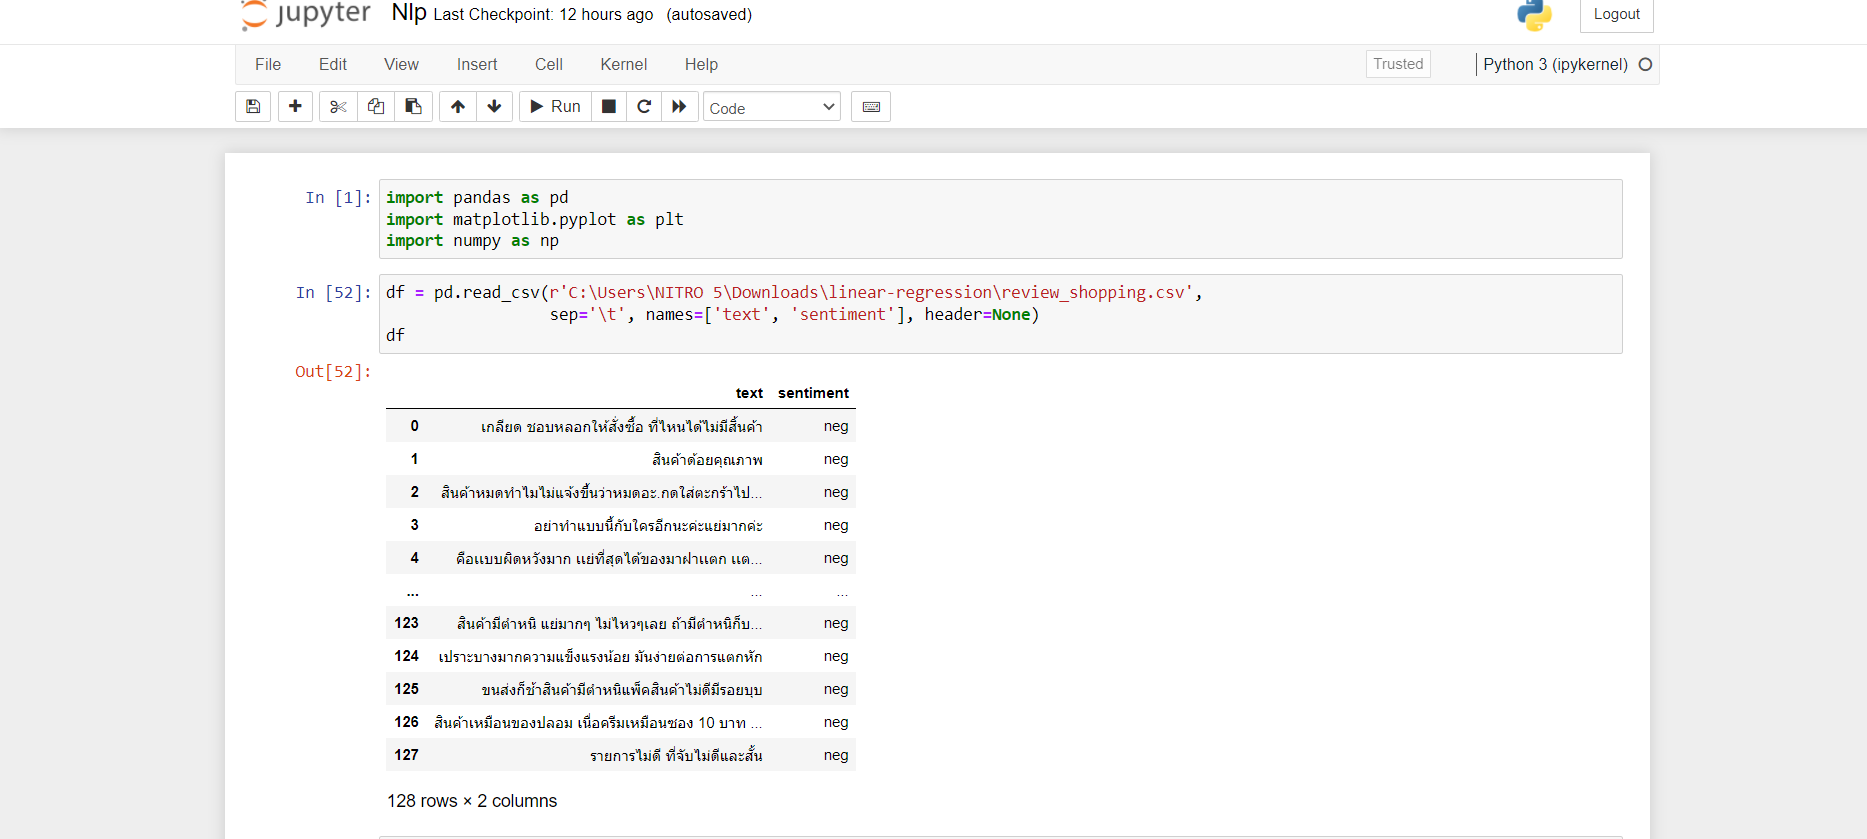 jupyter Nlp Last Checkpoint: 12 hours ago (autosaved)
Logout
File Edit View Insert Cell Kernel Help
Trusted
Python 3 (ipykernel)
Run
Code
In [1]:
import pandas as pd
import matplotlib.pyplot as plt
import numpy as np
In [52]:
df = pd.read_csv(r'C:\Users\NITRO 5\Downloads\linear-regression\review_shopping.csv',
sep='\t', names=['text', 'sentiment'], header=None)
df
Out[52]:
text sentiment
0 เกลียด ชอบหลอกให้สั่งซื้อ ที่ไหนได้ไม่มีสิ้นค้า neg
1 สินค้าด้อยคุณภาพ neg
2 สินค้าหมดทำไมไม่แจ้งขึ้นว่าหมดอะ.กดใส่ตะกร้าไป... neg
3 อย่าทำแบบนี้กับใครอีกนะค่ะแย่มากค่ะ neg
4 คือแบบผิดหวังมาก แย่ที่สุดได้ของมาฝาแตก แต... neg
... ... ...
123 สินค้ามีตำหนิ แย่มากๆ ไม่ไหวๆเลย ถ้ามีตำหนิก็บ... neg
124 เปราะบางมากความแข็งแรงน้อย มันง่ายต่อการแตกหัก neg
125 ขนส่งก็ช้าสินค้ามีตำหนิแพ็คสินค้าไม่ดีมีรอยบุบ neg
126 สินค้าเหมือนของปลอม เนื่อครีมเหมือนซอง 10 บาท ... neg
127 รายการไม่ดี ที่จับไม่ดีและสั้น neg
128 rows × 2 columns